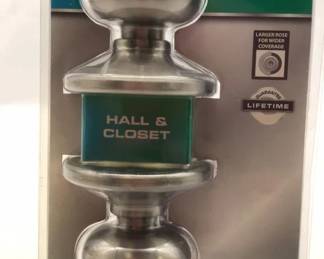 LARGER ROSE
FOR WIDER
COVERAGE
LIFETIME
HALL &
CLOSET